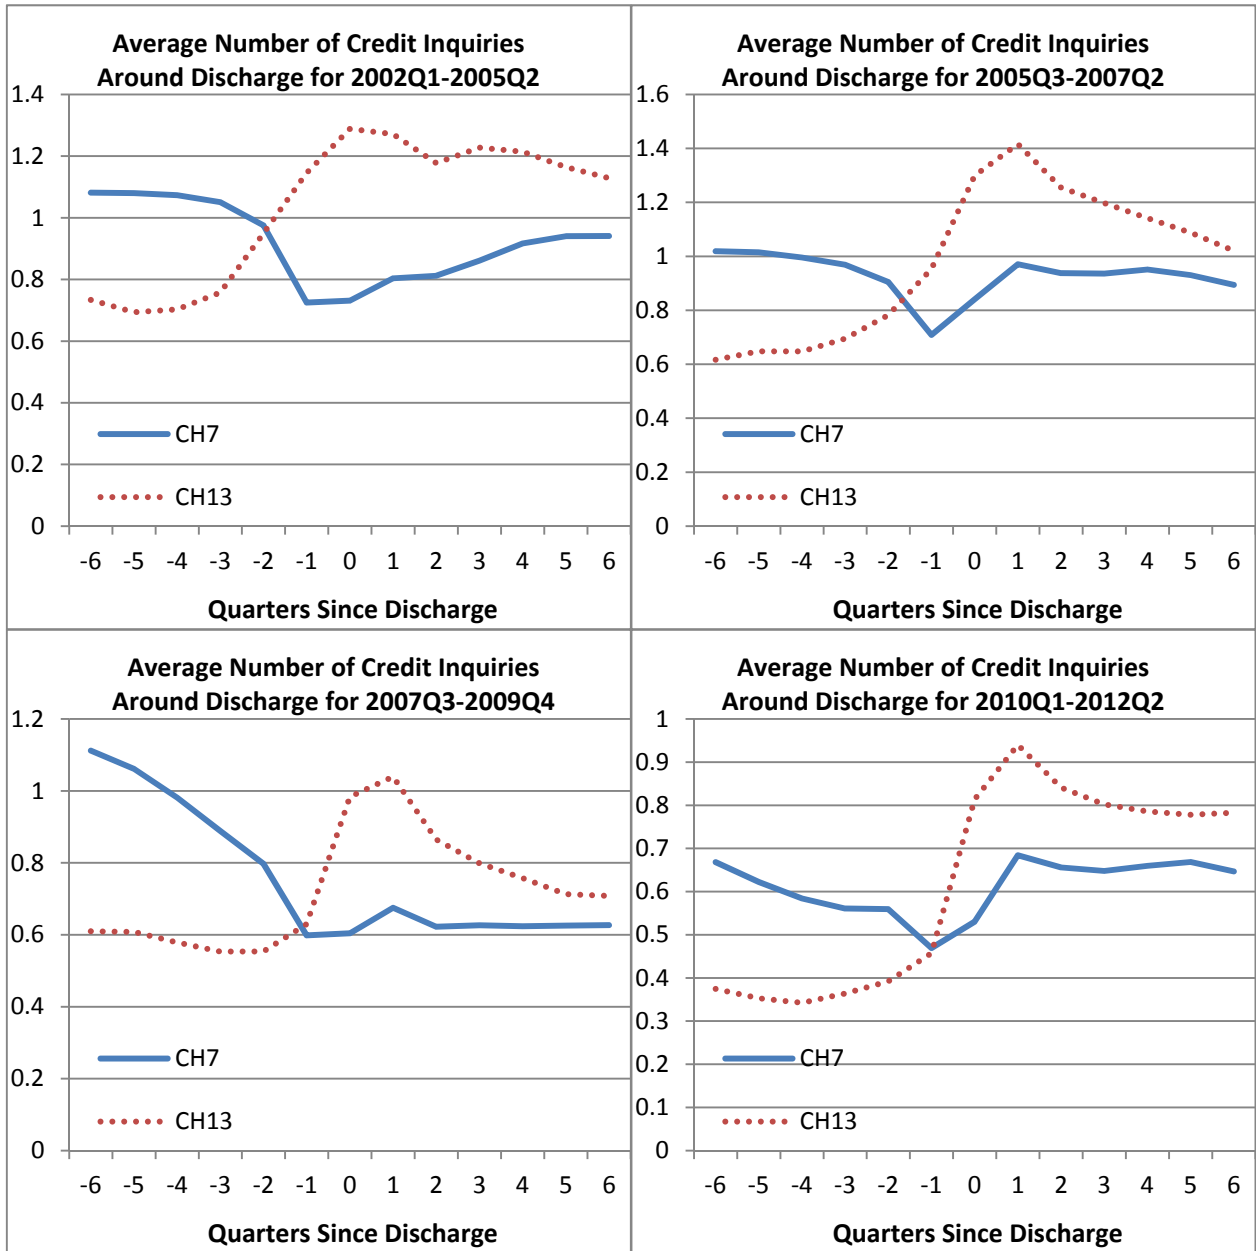 Average Number of Credit Inquiries
Around Discharge for 2002Q1-2005Q2
1.4
1.2
1
0.8
0.6
0.4
0.2
0
CH7
CH13
-6 -5 -4 -3 -2 -1 0 1 2 3 4 5 6
Quarters Since Discharge
Average Number of Credit Inquiries
Around Discharge for 2005Q3-2007Q2
1.6
1.4
1.2
1
0.8
0.6
0.4
0.2
0
CH7
CH13
-6 -5 -4 -3 -2 -1 0 1 2 3 4 5 6
Quarters Since Discharge
Average Number of Credit Inquiries
Around Discharge for 2007Q3-2009Q4
1.2
1
0.8
0.6
0.4
0.2
0
CH7
CH13
-6 -5 -4 -3 -2 -1 0 1 2 3 4 5 6
Quarters Since Discharge
Average Number of Credit Inquiries
Around Discharge for 2010Q1-2012Q2
1
0.9
0.8
0.7
0.6
0.5
0.4
0.3
0.2
0.1
0
CH7
CH13
-6 -5 -4 -3 -2 -1 0 1 2 3 4 5 6
Quarters Since Discharge